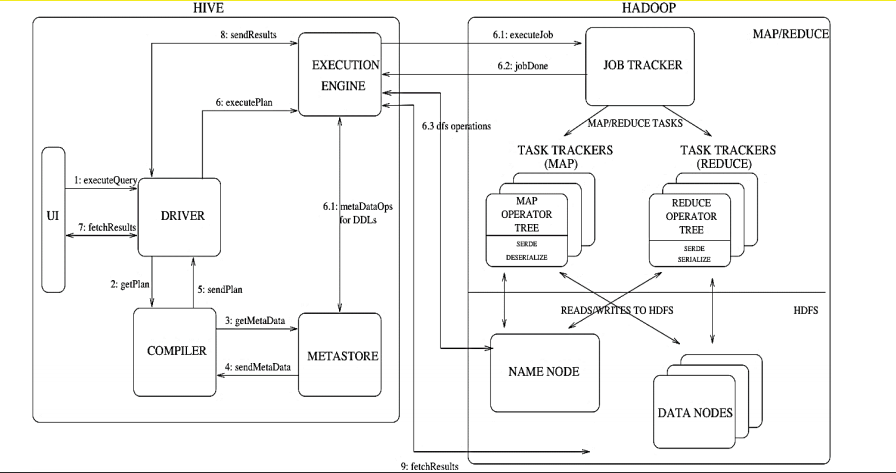 HIVE
HADOOP
8: sendResults
6.1: executeJob
MAP/REDUCE
EXECUTION
ENGINE
6.2: jobDone
JOB TRACKER
6: executePlan
6.3 dfs operations
MAP/REDUCE TASKS
TASK TRACKERS
(MAP)
TASK TRACKERS
(REDUCE)
1: executeQuery
UI
DRIVER
7: fetchResults
6.1: metaDataOps
for DDLs
MAP
OPERATOR
TREE
SERDE
DESERIALIZE
REDUCE
OPERATOR
TREE
SERDE
SERIALIZE
2: getPlan
5: sendPlan
READS/WRITES TO HDFS
HDFS
3: getMetaData
COMPILER
METASTORE
4: sendMetaData
NAME NODE
DATA NODES
9: fetchResults